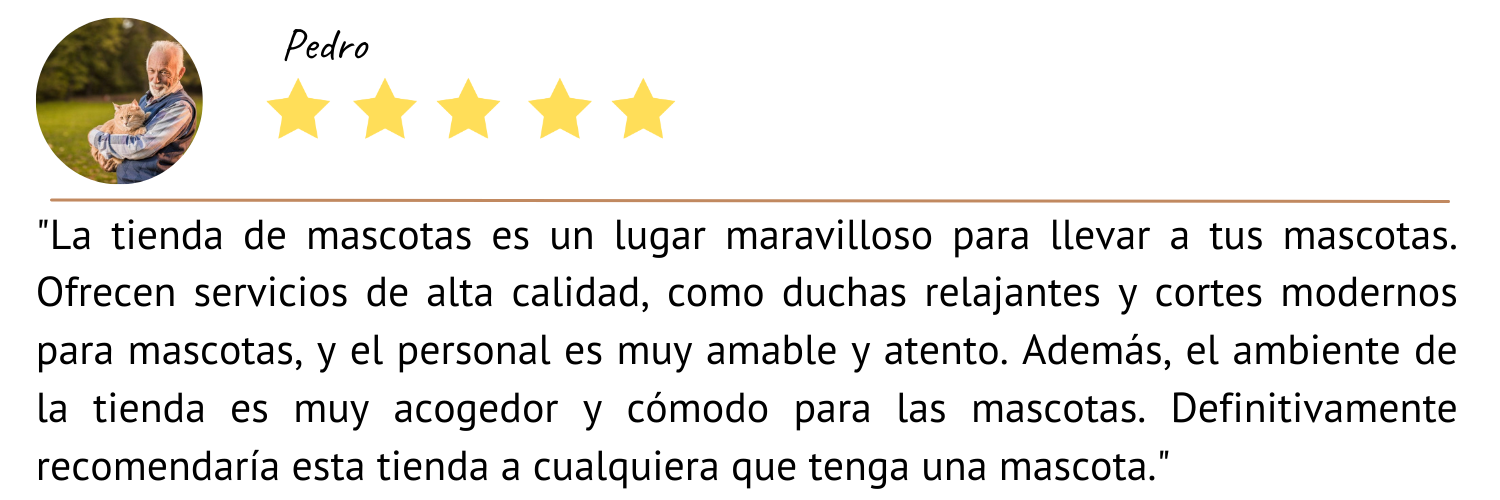 Pedro
"La tienda de mascotas es un lugar maravilloso para llevar a tus mascotas.
Ofrecen servicios de alta calidad, como duchas relajantes y cortes modernos
para mascotas, y el personal es muy amable y atento. Además, el ambiente de
la tienda es muy acogedor y cómodo para las mascotas. Definitivamente
recomendaría esta tienda a cualquiera que tenga una mascota."